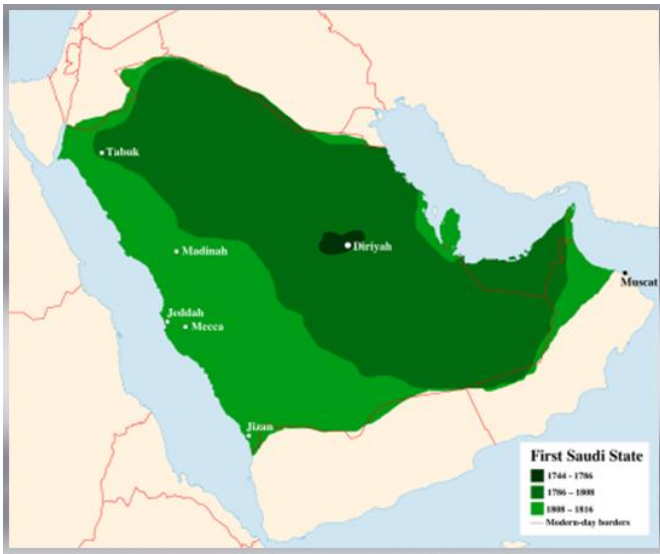 Tabuk
Diriyah
Madinah
Muscat
Jeddah
Mecca
Jizan
First Saudi State
1744 - 1786
1786 – 1808
1808 – 1816
Modern-day borders